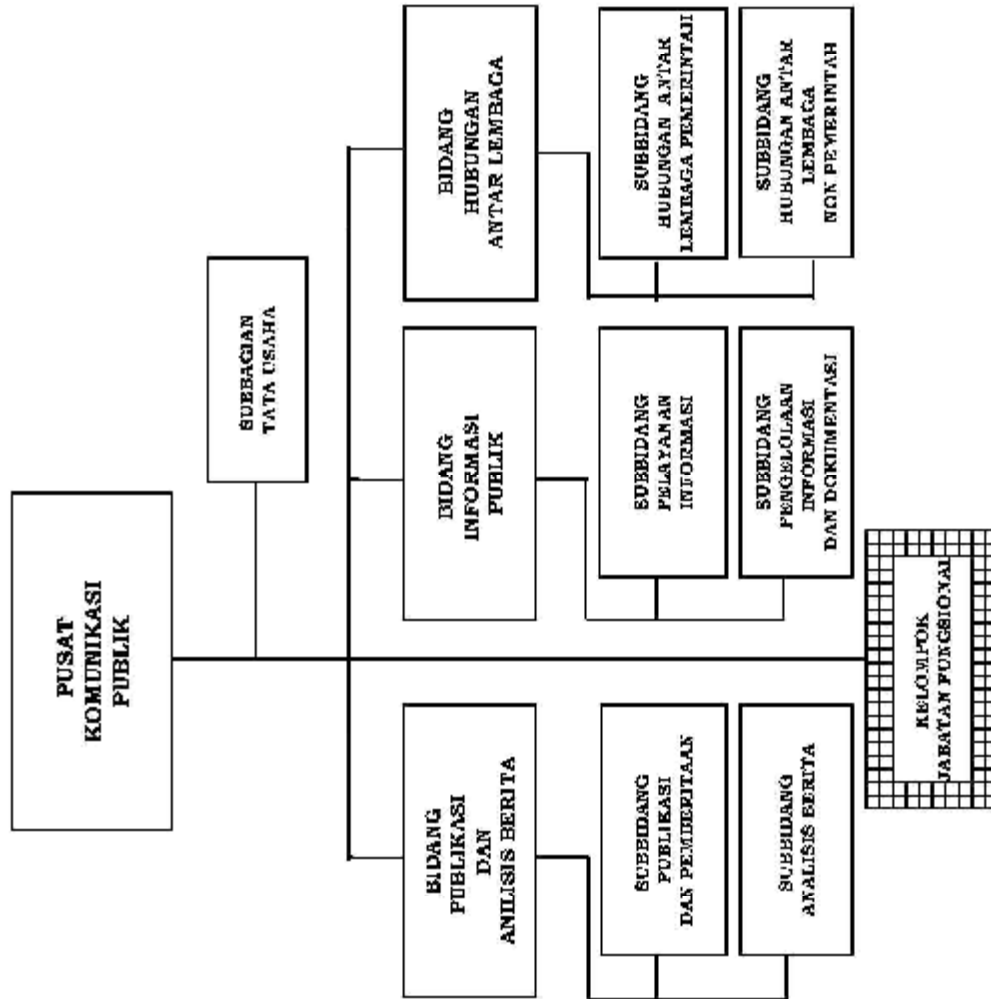 PUSAT
KOMUNIKASI
PUBLIK
SUBBAGIAN
TATA USAHA
BIDANG
PUBLIKASI
DAN
ANILISIS BERITA
BIDANG
INFORMASI
PUBLIK
BIDANG
HUBUNGAN
ANTAR LEMBAGA
SUBBIDANG
PUBLIKASI
DAN PEMBERITAAN
SUBBIDANG
PELAYANAN
INFORMASI
SUBBIDANG
HUBUNGAN ANTAR
LEMBAGA PEMERINTAH
SUBBIDANG
ANALISIS BERITA
SUBBIDANG
PENGELOLAAN
INFORMASI
DAN DOKUMENTASI
SUBBIDANG
HUBUNGAN ANTAR
LEMBAGA
NON PEMERINTAH
KELOMPOK
JABATAN FUNGSIONAL